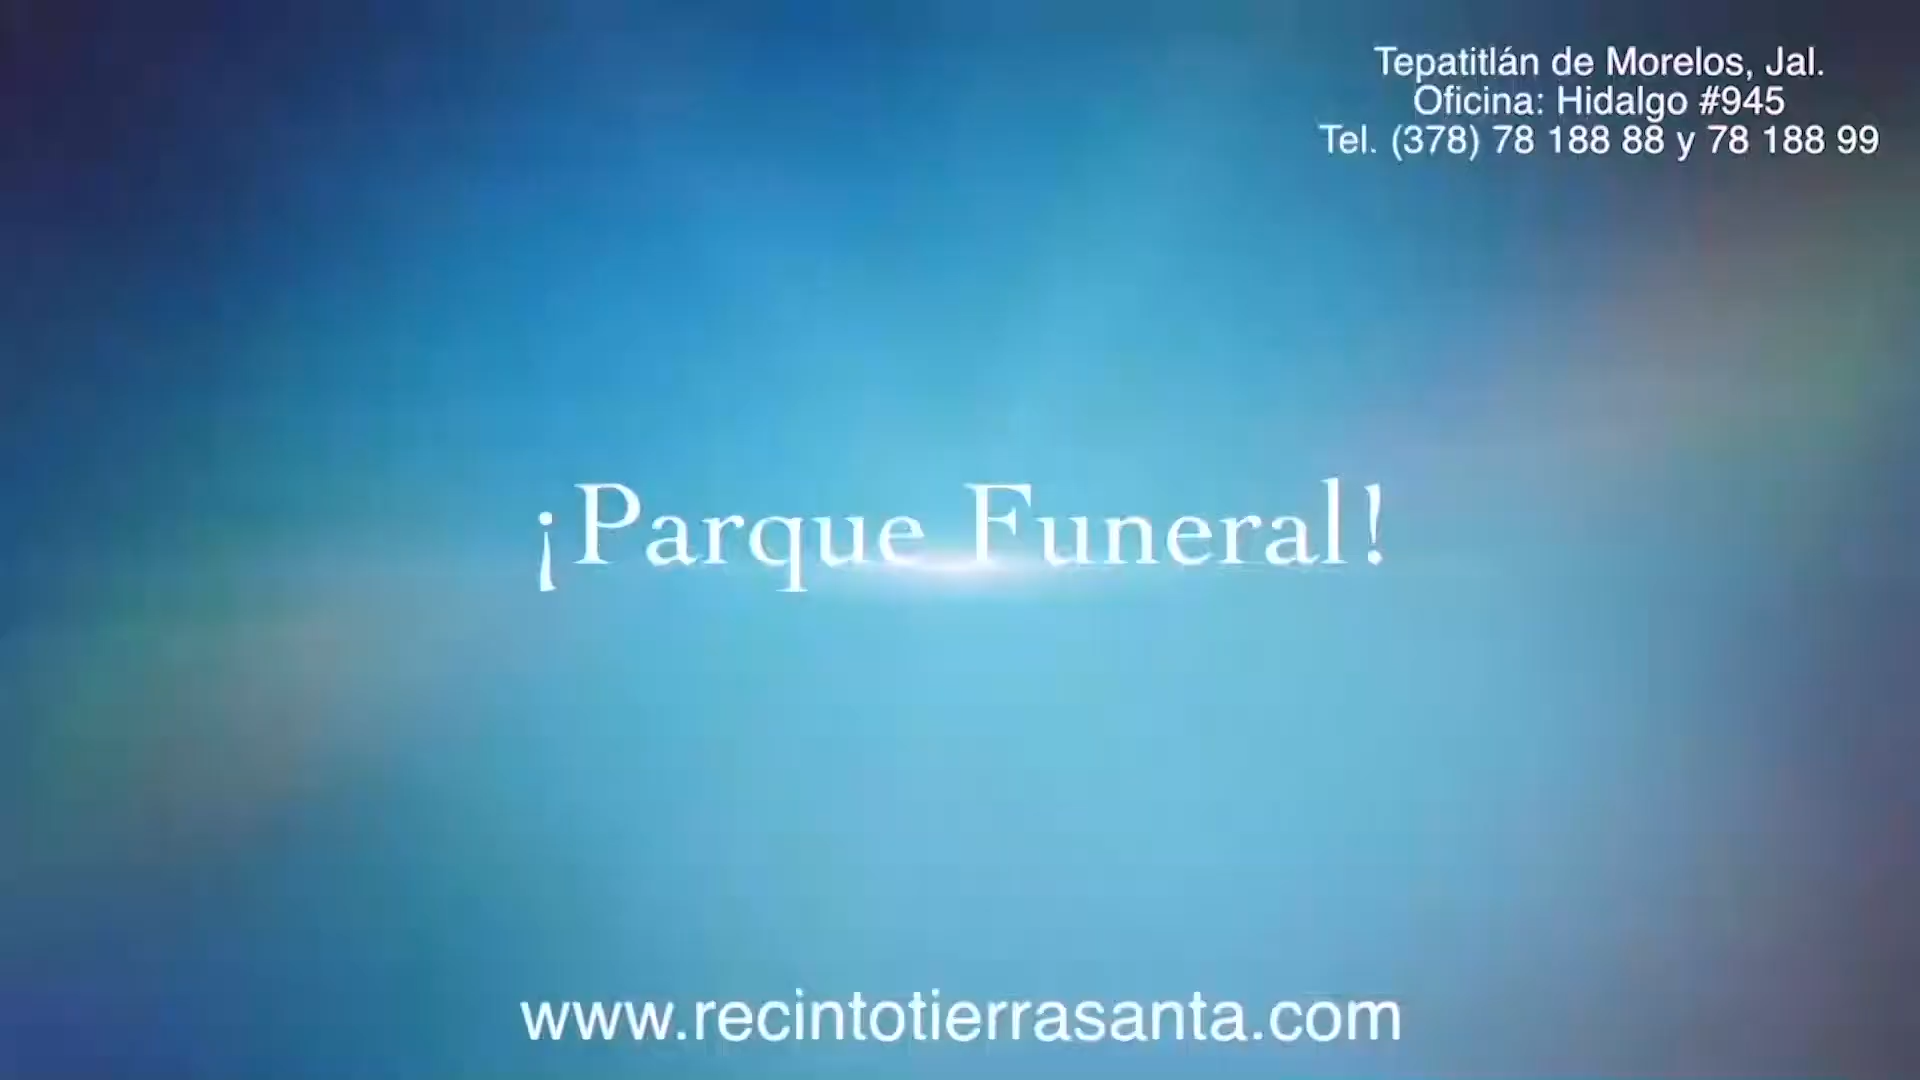 Tepatitlán de Morelos, Jal.
Oficina: Hidalgo #945
Tel. (378) 78 188 88 y 78 188 99
¡Parque Funeral!
www.recintotierrasanta.com